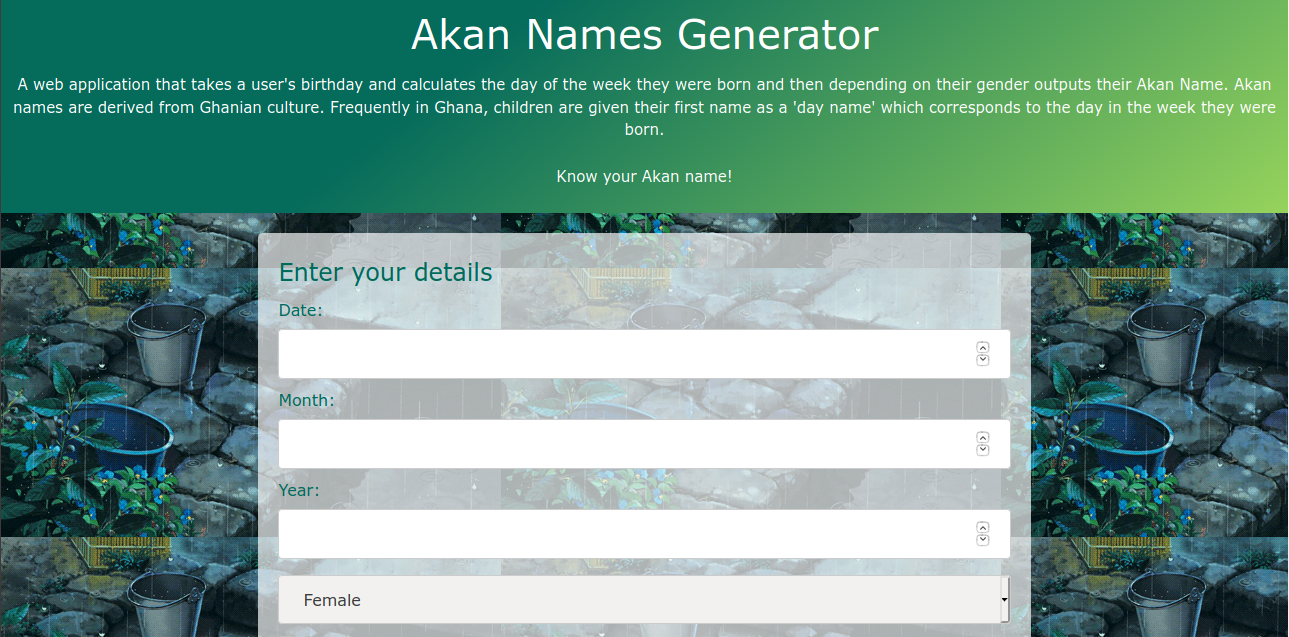 Akan Names Generator
A web application that takes a user's birthday and calculates the day of the week they were born and then depending on their gender outputs their Akan Name. Akan
names are derived from Ghanian culture. Frequently in Ghana, children are given their first name as a 'day name' which corresponds to the day in the week they were
born.
Know your Akan name!
Enter your details
Date:
Month:
Year:
Female